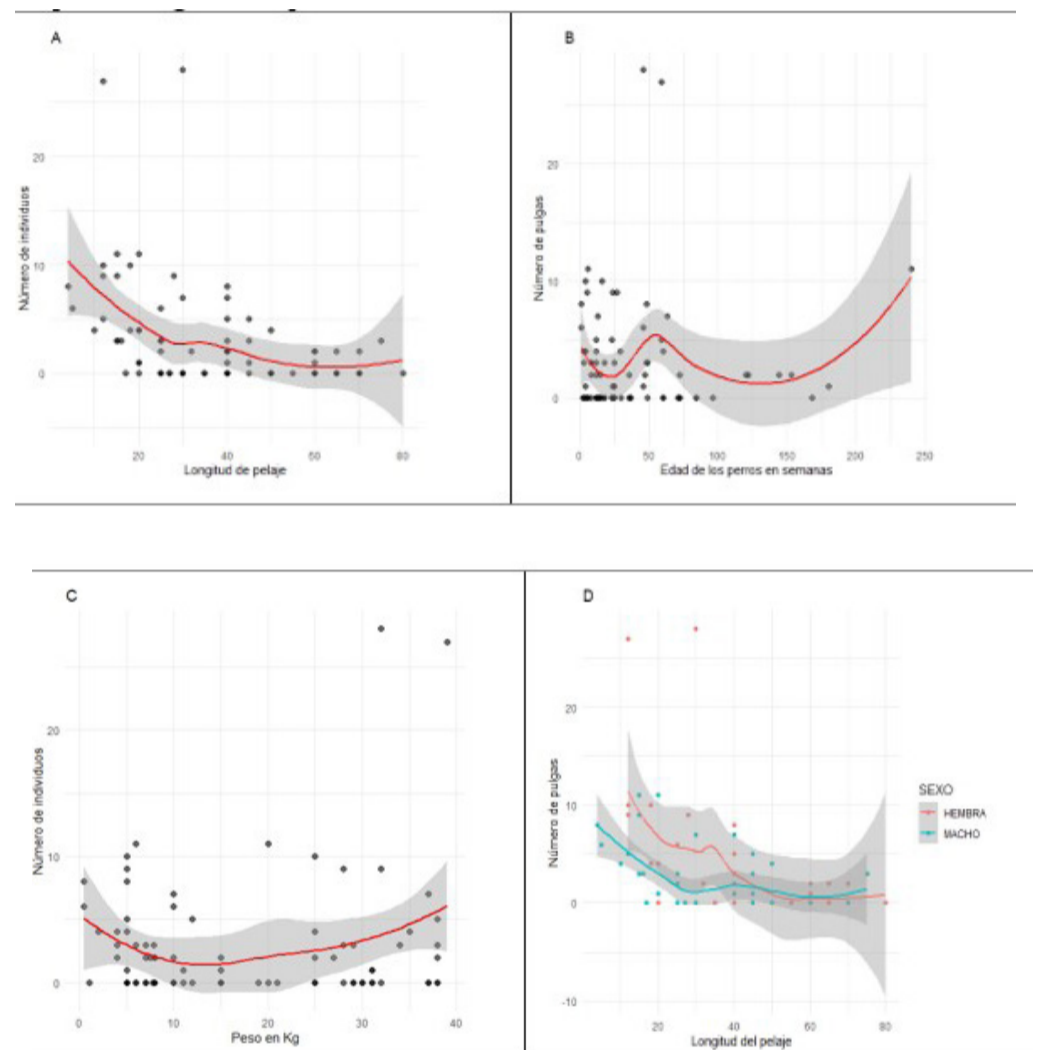 A
Número de individuos
20
10
0
20
30
40
60
80
Longitud de pelaje
B
Número de pulgas
20
10
0
0
50
100
150
200
250
Edad de los perros en semanas
C
Número de individuos
20
10
0
0
10
20
30
40
Peso en Kg
D
Número de pulgas
20
10
0
-10
20
40
60
80
Longitud del pelaje
SEXO
HEMBRA
MACHO